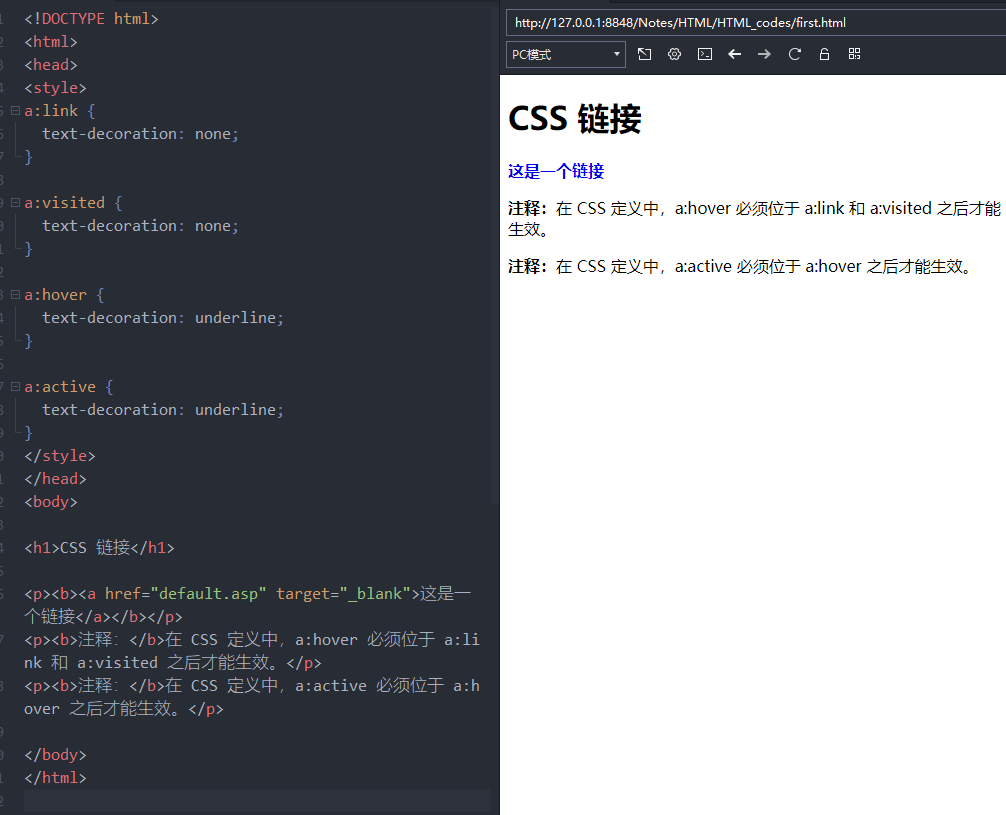 <!DOCTYPE html>
<html>
<head>
<style>
a:link {
  text-decoration: none;
}
a:visited {
  text-decoration: none;
}
a:hover {
  text-decoration: underline;
}
a:active {
  text-decoration: underline;
}
</style>
</head>
<body>
<h1>CSS 链接</h1>
<p><b><a href="default.asp" target="_blank">这是一
个链接</a></b></p>
<p><b>注释：</b>在 CSS 定义中，a:hover 必须位于 a:li
nk 和 a:visited 之后才能生效。</p>
<p><b>注释：</b>在 CSS 定义中，a:active 必须位于 a:h
over 之后才能生效。</p>
</body>
</html>
http://127.0.0.1:8848/Notes/HTML/HTML_codes/first.html
PC模式
CSS 链接
这是一个链接
注释：在 CSS 定义中，a:hover 必须位于 a:link 和 a:visited 之后才能
生效。
注释：在 CSS 定义中，a:active 必须位于 a:hover 之后才能生效。